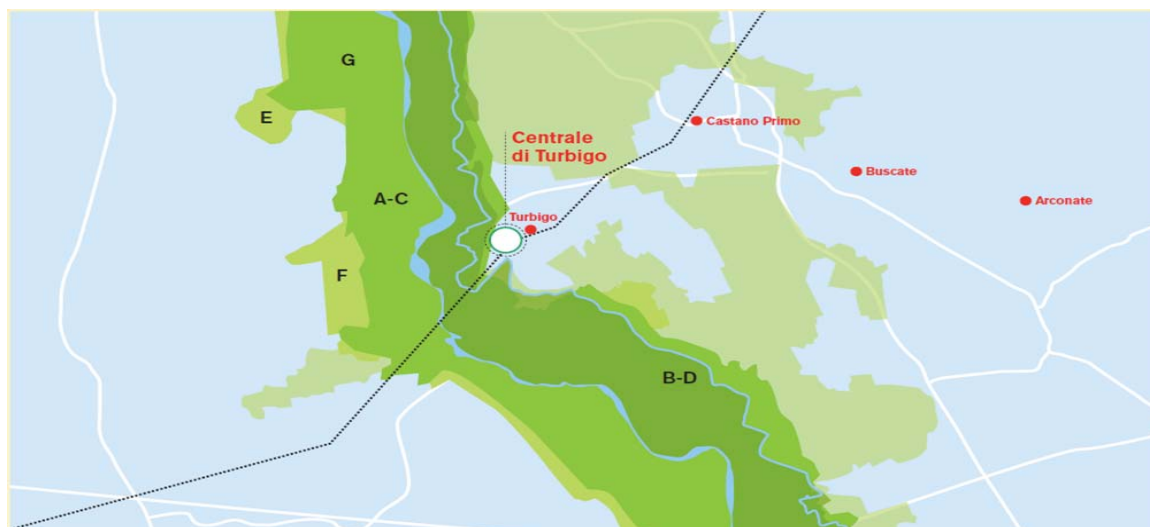 G
E
Castano Primo
Centrale
di Turbigo
Buscate
A-C
Arconate
Turbigo
F
B-D